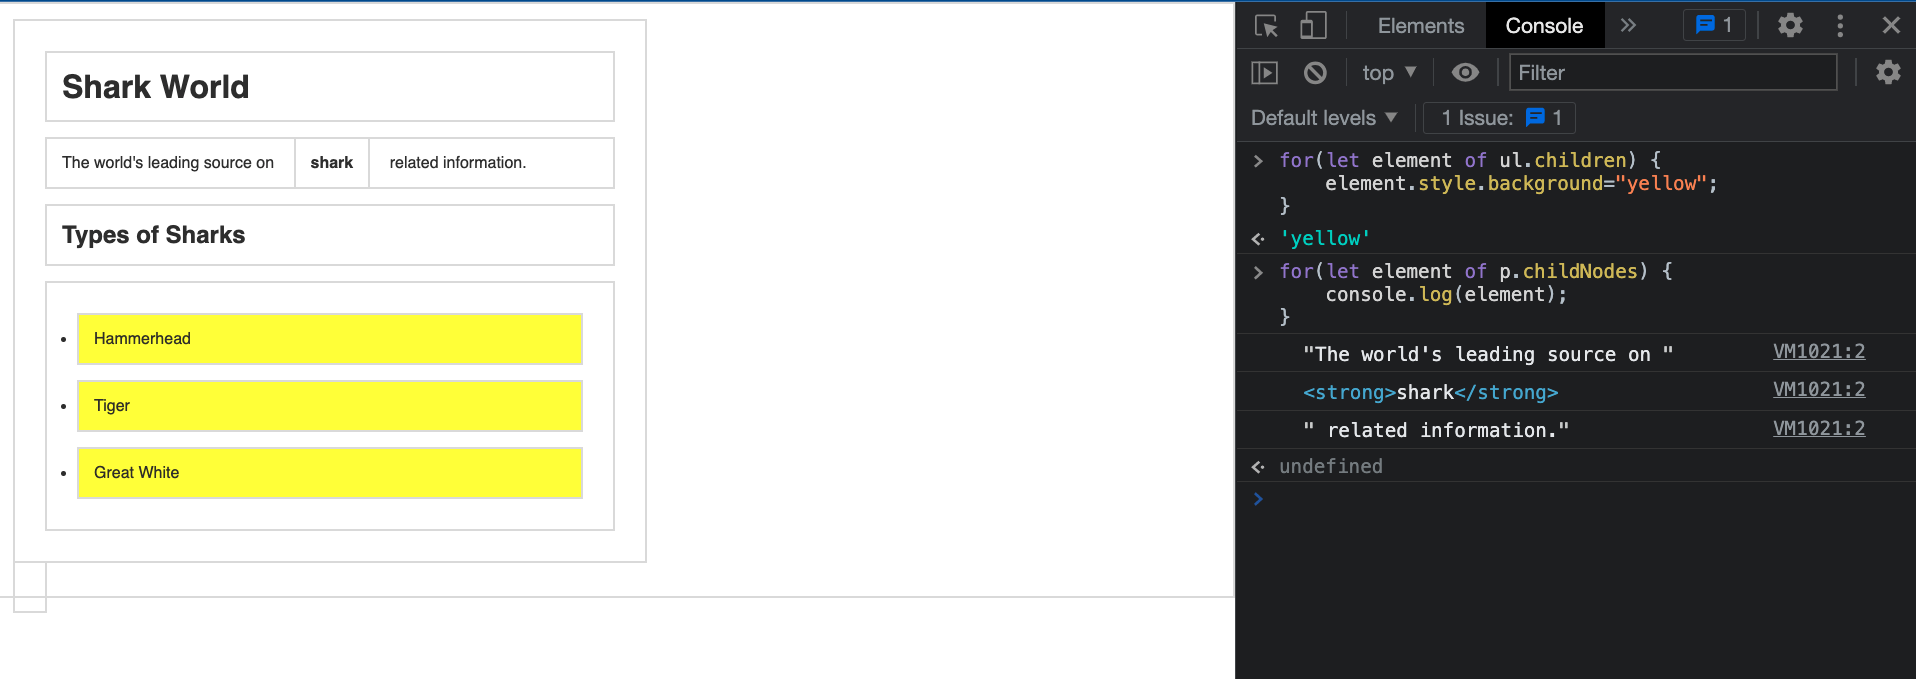 Shark World
The world's leading source on shark related information.
Types of Sharks
• Hammerhead
• Tiger
• Great White
Elements Console » 1
top ▼ Filter
Default levels ▼ 1 Issue: 1
> for(let element of ul.children) {
element.style.background="yellow";
}
'yellow'
> for(let element of p.childNodes) {
console.log(element);
}
"The world's leading source on " VM1021:2
<strong>shark</strong> VM1021:2
" related information." VM1021:2
undefined
>